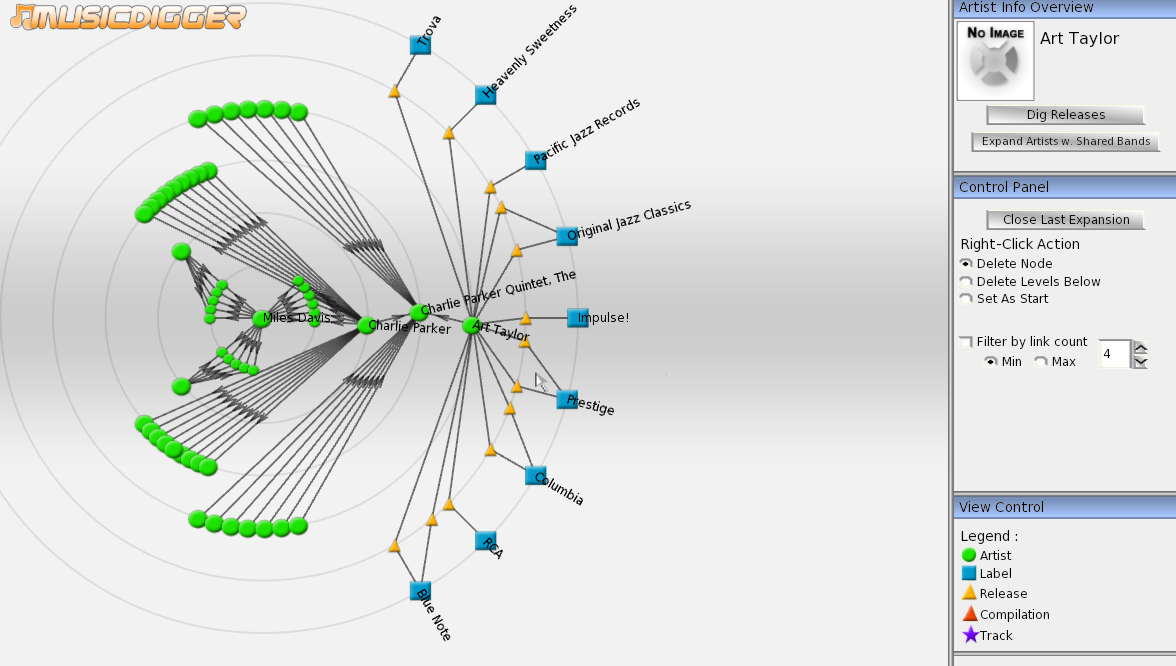 MUSICDIGGER
Trova
Heavenly Sweetness
Pacific Jazz Records
Original Jazz Classics
Charlie Parker Quintet, The
Miles Davis
Charlie Parker
Art Taylor
Impulse!
Prestige
Columbia
RCA
Blue Note
Artist Info Overview
No Image
Art Taylor
Dig Releases
Expand Artists w. Shared Bands
Control Panel
Close Last Expansion
Right-Click Action
Delete Node
Delete Levels Below
Set As Start
Filter by link count
Min Max 4
View Control
Legend :
Artist
Label
Release
Compilation
Track